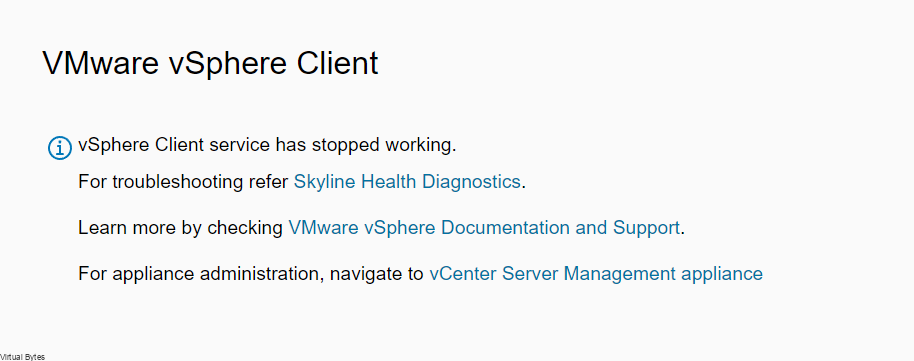 VMware vSphere Client
vSphere Client service has stopped working.
For troubleshooting refer Skyline Health Diagnostics.
Learn more by checking VMware vSphere Documentation and Support.
For appliance administration, navigate to vCenter Server Management appliance
Virtual Bytes